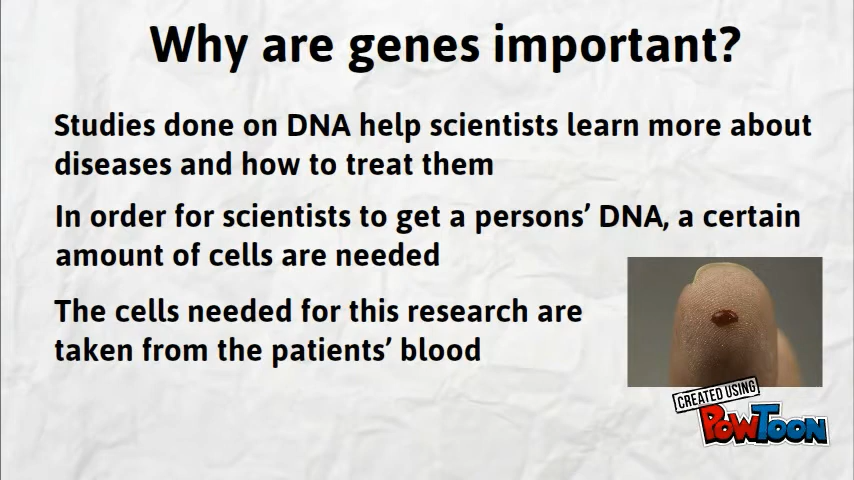 Why are genes important?
Studies done on DNA help scientists learn more about
diseases and how to treat them
In order for scientists to get a persons’ DNA, a certain
amount of cells are needed
The cells needed for this research are
taken from the patients’ blood
CREATED USING
POWTOON